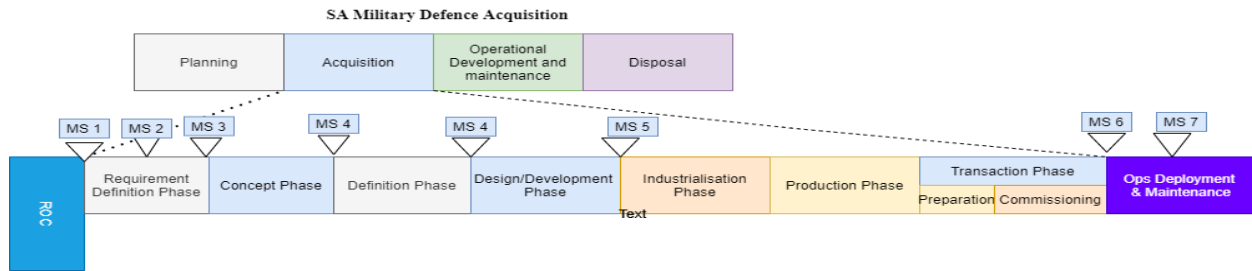 SA Military Defence Acquisition
Planning
Acquisition
Operational
Development and
maintenance
Disposal
MS 1
MS 2
MS 3
MS 4
MS 4
MS 5
MS 6
MS 7
ROC
Requirement
Definition Phase
Concept Phase
Definition Phase
Design/Development
Phase
Industrialisation
Phase
Text
Production Phase
Transaction Phase
Preparation
Commissioning
Ops Deployment
& Maintenance